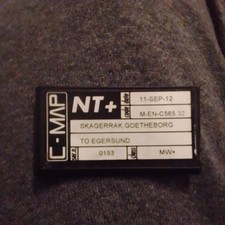 C-MAP
NT+
11-SEP-12
M-EN-C565.32
SKAGERRAK GOETHEBORG
TO EGERSUND
0153
MW+